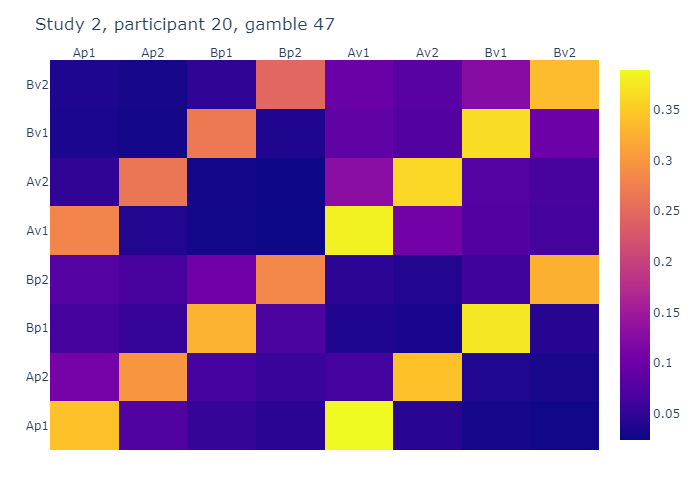 Study 2, participant 20, gamble 47
Ap1 Ap2 Bp1 Bp2 Av1 Av2 Bv1 Bv2
Bv2
Bv1
Av2
Av1
Bp2
Bp1
Ap2
Ap1
0.35
0.3
0.25
0.2
0.15
0.1
0.05